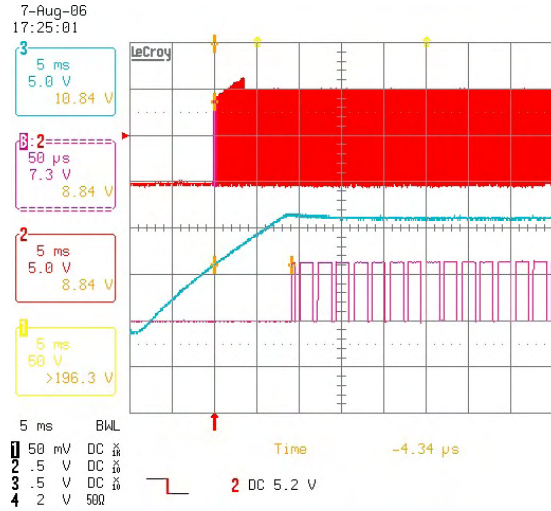 7-Aug-06
17:25:01
LeCroy
3
5 ms
5.0 V
10.84 V
B:2
50 µs
7.3 V
8.84 V
2
5 ms
5.0 V
8.84 V
1
5 ms
50 V
>196.3 V
5 ms BWL
1 50 mV DC
2 .5 V DC X10
3 .5 V DC X10
4 2 V 50Ω
Time -4.34 µs
2 DC 5.2 V